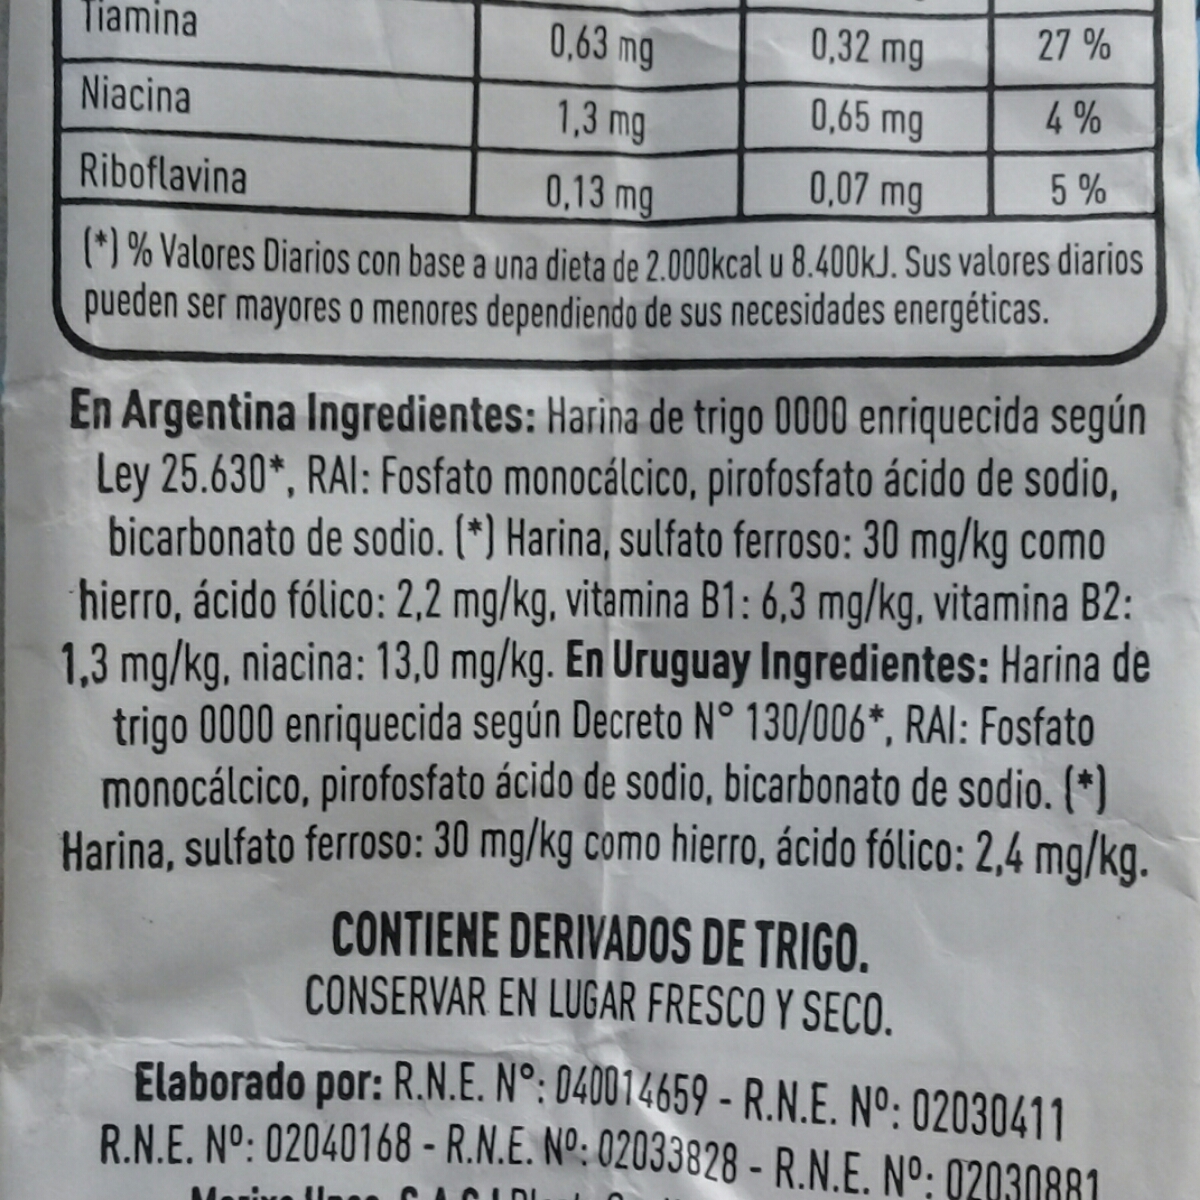 Tiamina 0,63 mg 0,32 mg 27 %
Niacina 1,3 mg 0,65 mg 4 %
Riboflavina 0,13 mg 0,07 mg 5 %
(*) % Valores Diarios con base a una dieta de 2.000kcal u 8.400kJ. Sus valores diarios
pueden ser mayores o menores dependiendo de sus necesidades energéticas.
En Argentina Ingredientes: Harina de trigo 0000 enriquecida según
Ley 25.630*, RAI: Fosfato monocálcico, pirofosfato ácido de sodio,
bicarbonato de sodio. (*) Harina, sulfato ferroso: 30 mg/kg como
hierro, ácido fólico: 2,2 mg/kg, vitamina B1: 6,3 mg/kg, vitamina B2:
1,3 mg/kg, niacina: 13,0 mg/kg. En Uruguay Ingredientes: Harina de
trigo 0000 enriquecida según Decreto N° 130/006*, RAI: Fosfato
monocálcico, pirofosfato ácido de sodio, bicarbonato de sodio. (*)
Harina, sulfato ferroso: 30 mg/kg como hierro, ácido fólico: 2,4 mg/kg.
CONTIENE DERIVADOS DE TRIGO.
CONSERVAR EN LUGAR FRESCO Y SECO.
Elaborado por: R.N.E. N°: 040014659 - R.N.E. Nº: 02030411
R.N.E. Nº: 02040168 - R.N.E. Nº: 02033828 - R.N.E. Nº: 02030881